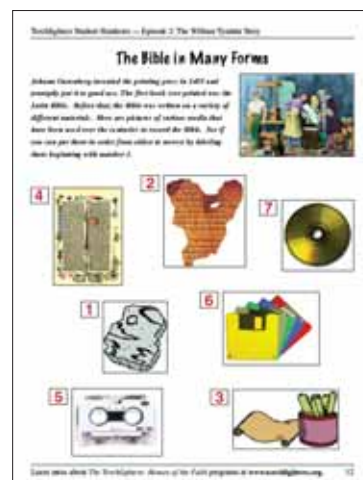 Torchlighters Student Handouts — Episode 2: The William Tyndale Story
The Bible in Many Forms
Johann Gutenberg invented the printing press in 1455 and
promptly put it to good use. The first book ever printed was the
Latin Bible. Before that, the Bible was written on a variety of
different materials. Here are pictures of various media that
have been used over the centuries to record the Bible. See if
you can put them in order from oldest to newest by labeling
them beginning with number 1.
4
2
7
1
6
5
3
Learn more about The Torchlighters: Heroes of the Faith programs at www.torchlighters.org.
12